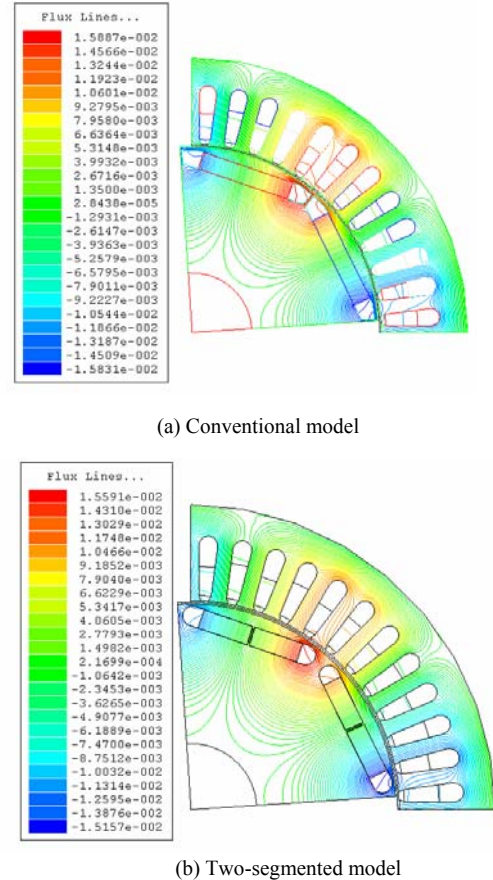 Flux Lines...
1.5887e-002
1.4566e-002
1.3244e-002
1.1923e-002
1.0601e-002
9.2795e-003
7.9580e-003
6.6364e-003
5.3148e-003
3.9932e-003
2.6716e-003
1.3500e-003
2.8438e-005
-1.2931e-003
-2.6147e-003
-3.9363e-003
-5.2579e-003
-6.5795e-003
-7.9011e-003
-9.2227e-003
-1.0544e-002
-1.1866e-002
-1.3187e-002
-1.4509e-002
-1.5831e-002
(a) Conventional model
Flux Lines...
1.5591e-002
1.4310e-002
1.3029e-002
1.1748e-002
1.0466e-002
9.1852e-003
7.9040e-003
6.6229e-003
5.3417e-003
4.0605e-003
2.7793e-003
1.4982e-003
2.1699e-004
-1.0642e-003
-2.3453e-003
-3.6265e-003
-4.9077e-003
-6.1889e-003
-7.4700e-003
-8.7512e-003
-1.0032e-002
-1.1314e-002
-1.2595e-002
-1.3876e-002
-1.5157e-002
(b) Two-segmented model